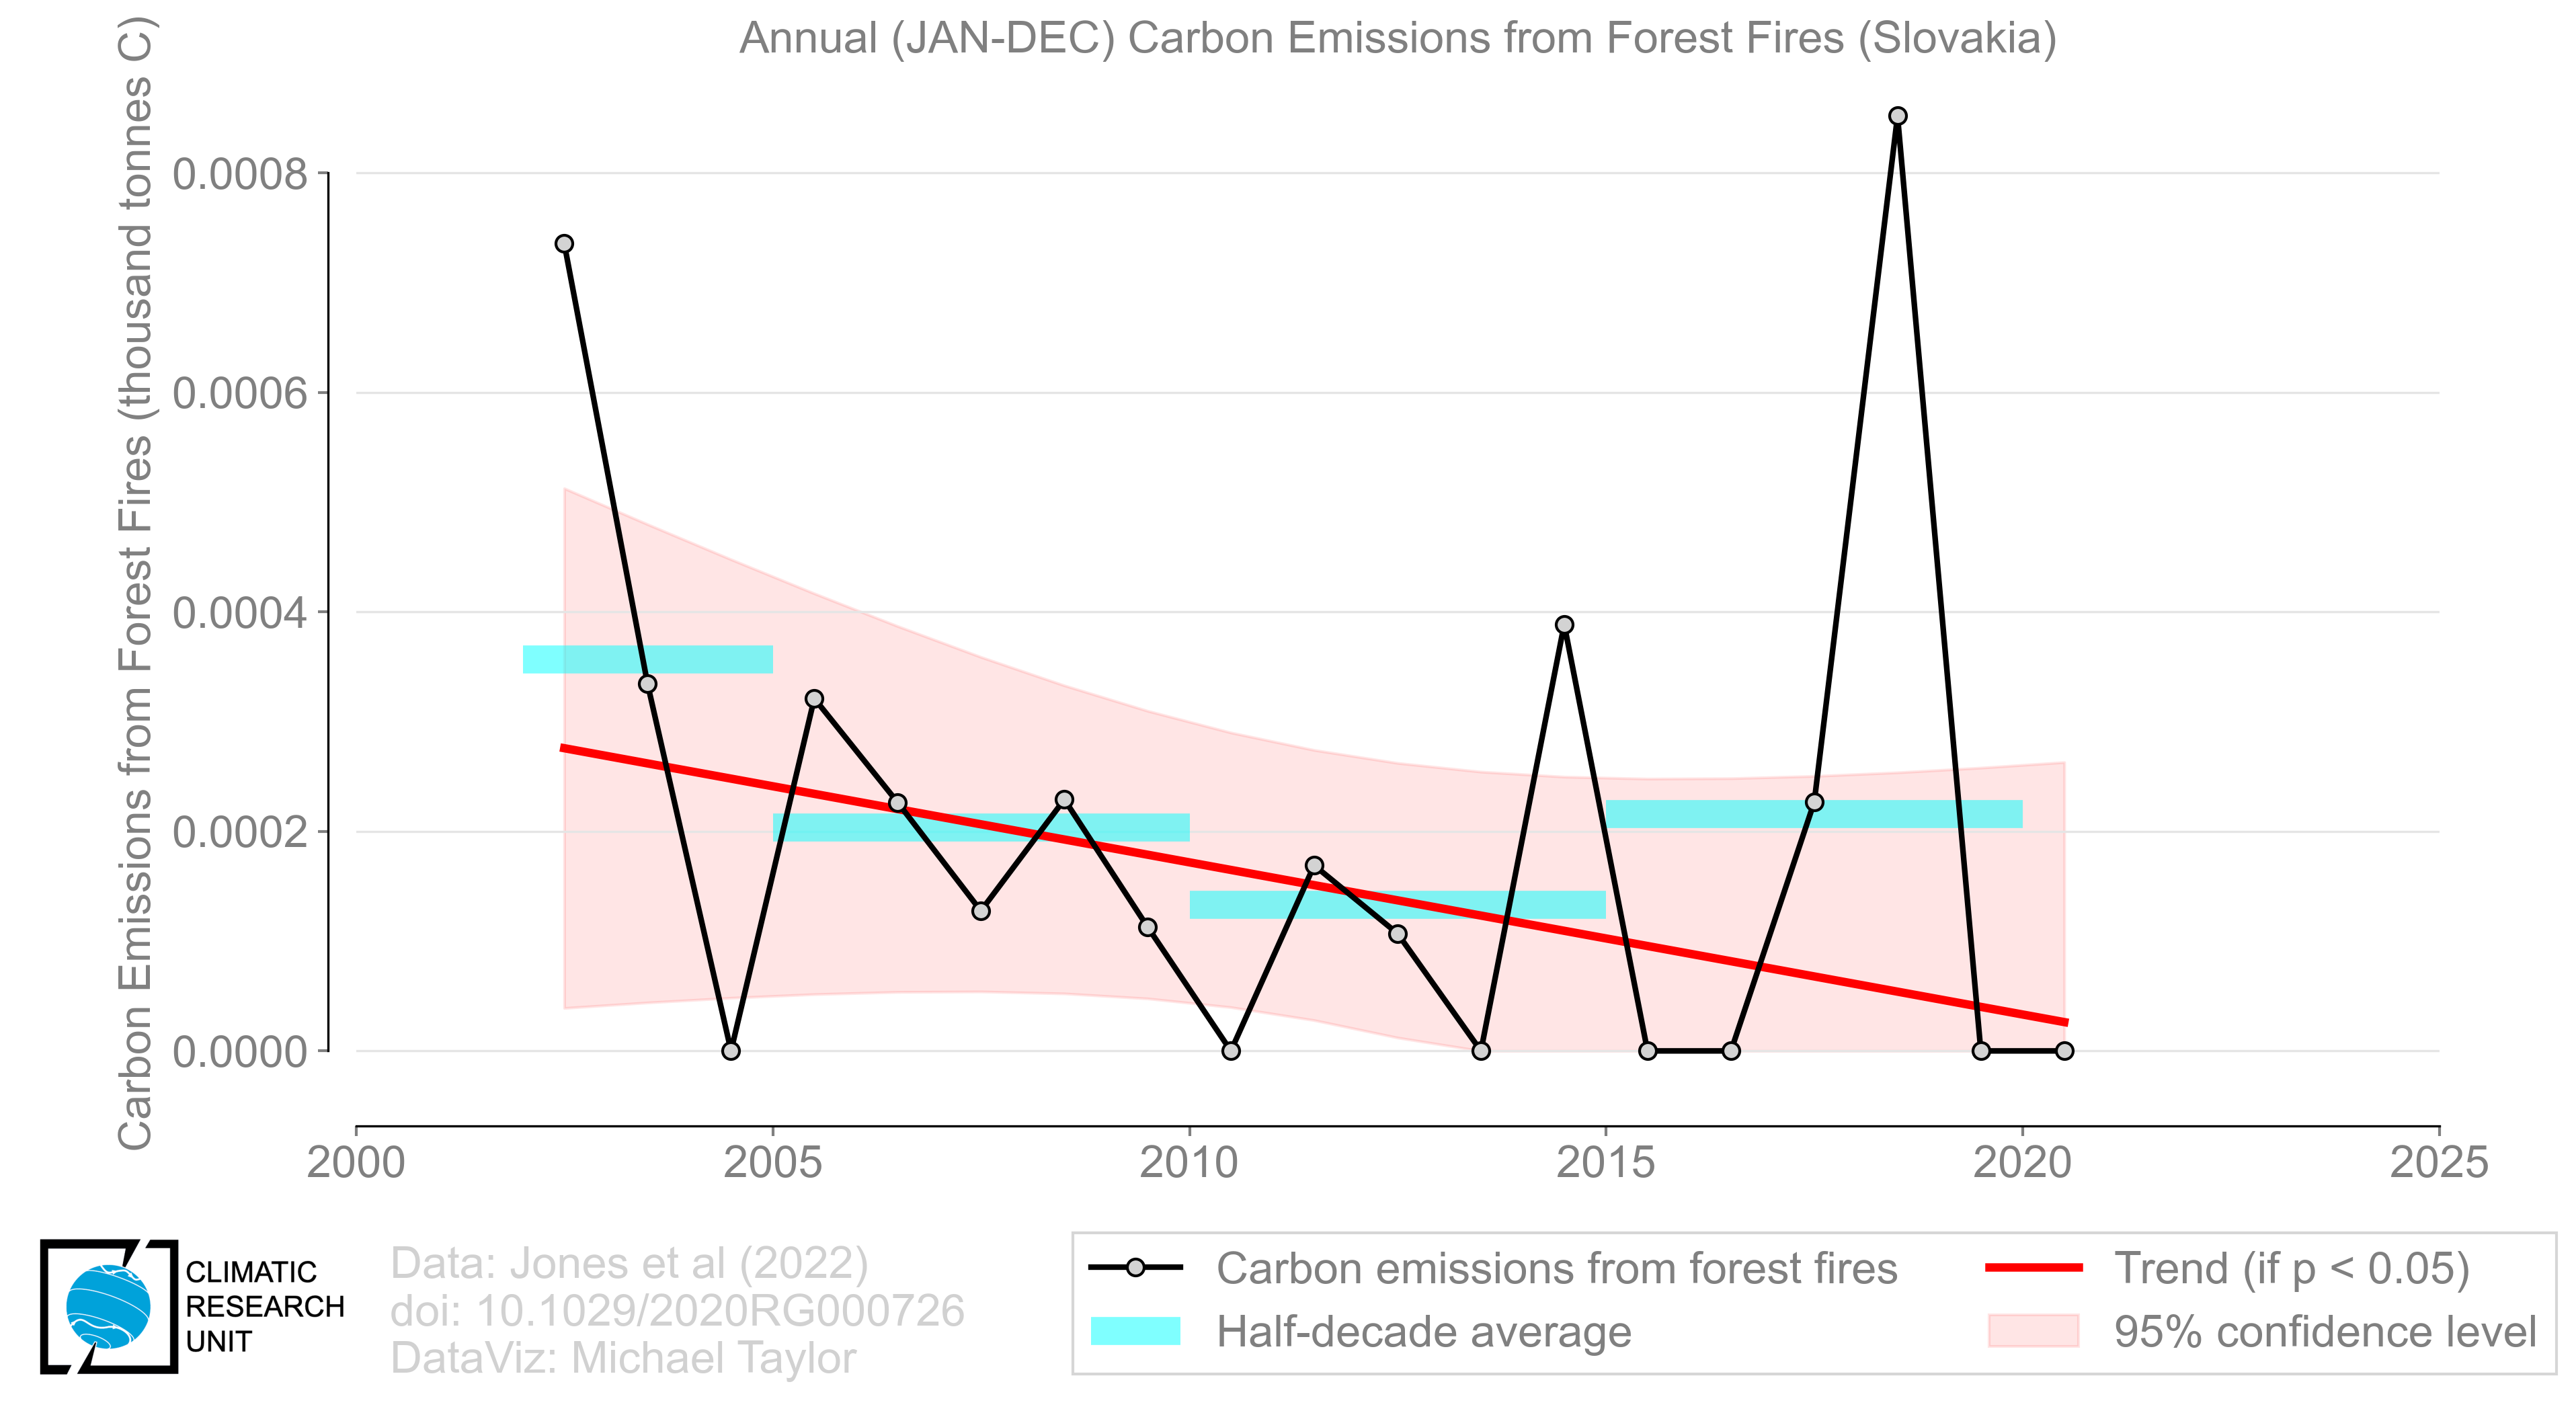 Annual (JAN-DEC) Carbon Emissions from Forest Fires (Slovakia)
Carbon Emissions from Forest Fires (thousand tonnes C)
0.0008
0.0006
0.0004
0.0002
0.0000
2000 2005 2010 2015 2020 2025
CLIMATIC
RESEARCH
UNIT
Data: Jones et al (2022)
doi: 10.1029/2020RG000726
DataViz: Michael Taylor
Carbon emissions from forest fires
Half-decade average
Trend (if p < 0.05)
95% confidence level